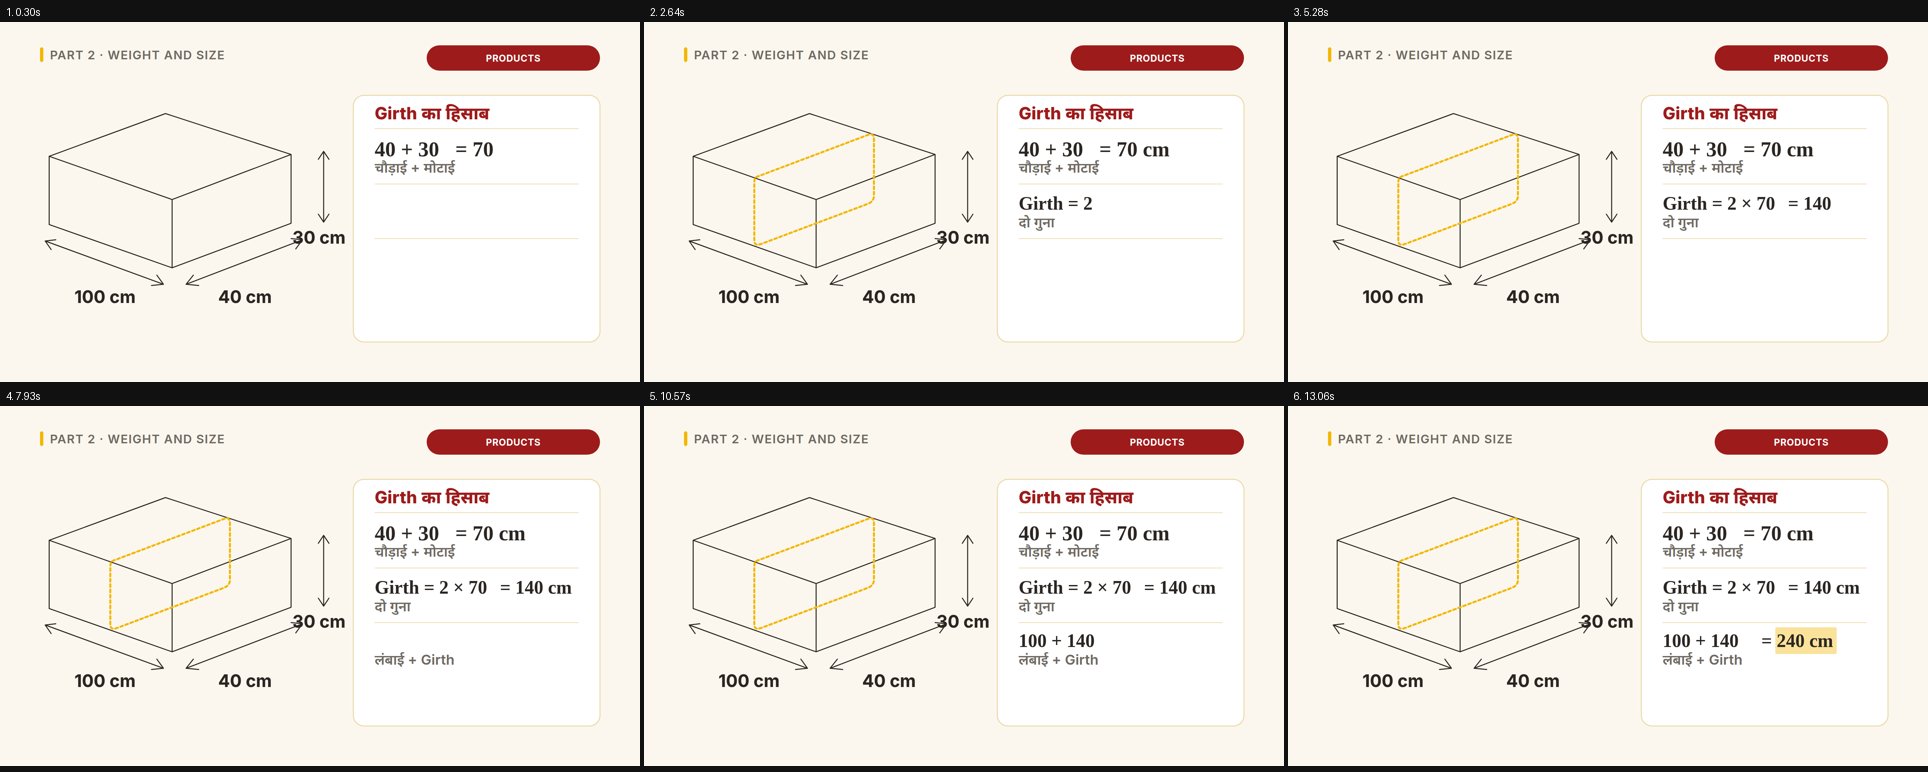 1. 0.30s
PART 2 · WEIGHT AND SIZE
PRODUCTS
Girth का हिसाब
40 + 30 = 70
चौड़ाई + मोटाई
30 cm
100 cm
40 cm
2. 2.64s
PART 2 · WEIGHT AND SIZE
PRODUCTS
Girth का हिसाब
40 + 30 = 70 cm
चौड़ाई + मोटाई
Girth = 2
दो गुना
30 cm
100 cm
40 cm
3. 5.28s
PART 2 · WEIGHT AND SIZE
PRODUCTS
Girth का हिसाब
40 + 30 = 70 cm
चौड़ाई + मोटाई
Girth = 2 × 70 = 140
दो गुना
30 cm
100 cm
40 cm
4. 7.93s
PART 2 · WEIGHT AND SIZE
PRODUCTS
Girth का हिसाब
40 + 30 = 70 cm
चौड़ाई + मोटाई
Girth = 2 × 70 = 140 cm
दो गुना
30 cm
लंबाई + Girth
100 cm
40 cm
5. 10.57s
PART 2 · WEIGHT AND SIZE
PRODUCTS
Girth का हिसाब
40 + 30 = 70 cm
चौड़ाई + मोटाई
Girth = 2 × 70 = 140 cm
दो गुना
30 cm
100 + 140
लंबाई + Girth
100 cm
40 cm
6. 13.06s
PART 2 · WEIGHT AND SIZE
PRODUCTS
Girth का हिसाब
40 + 30 = 70 cm
चौड़ाई + मोटाई
Girth = 2 × 70 = 140 cm
दो गुना
30 cm
100 + 140 = 240 cm
लंबाई + Girth
100 cm
40 cm